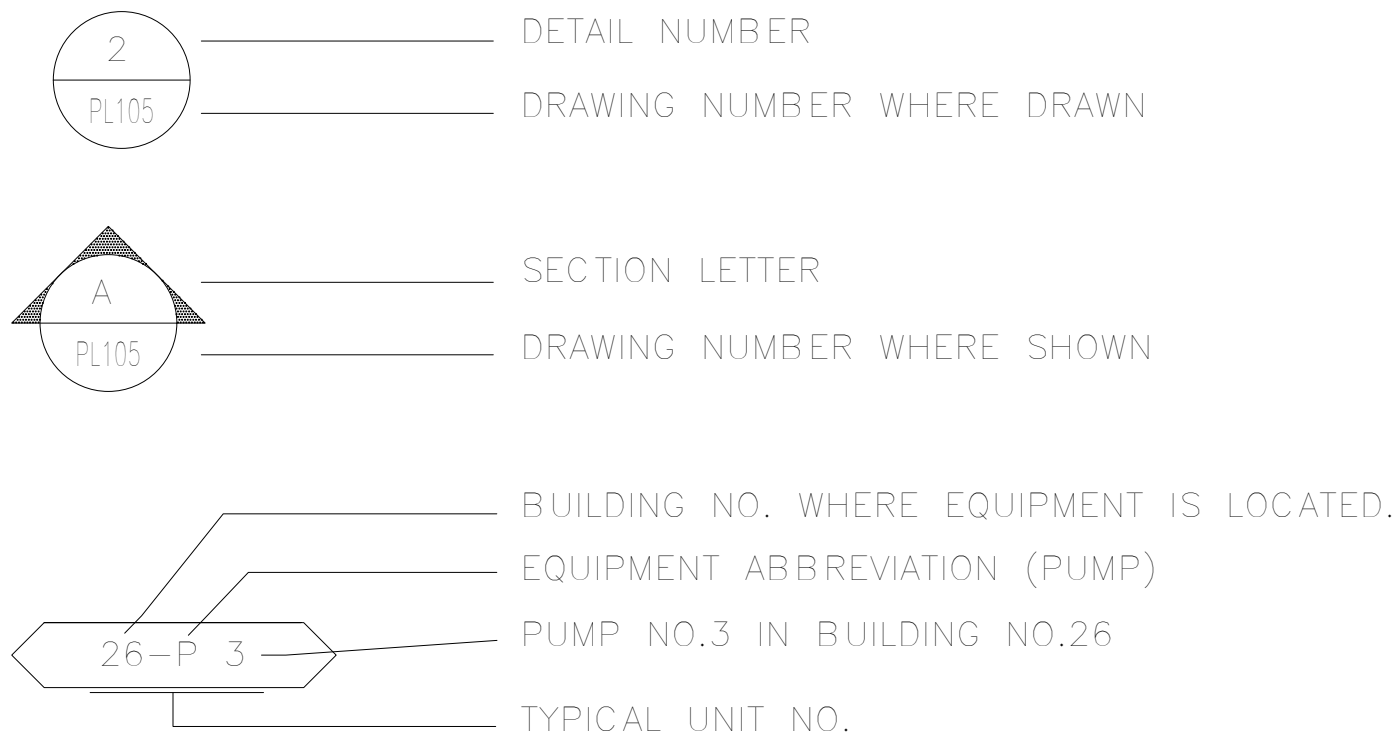 2
DETAIL NUMBER
PL105
DRAWING NUMBER WHERE DRAWN
A
SECTION LETTER
PL105
DRAWING NUMBER WHERE SHOWN
BUILDING NO. WHERE EQUIPMENT IS LOCATED.
EQUIPMENT ABBREVIATION (PUMP)
26-P 3
PUMP NO.3 IN BUILDING NO.26
TYPICAL UNIT NO.